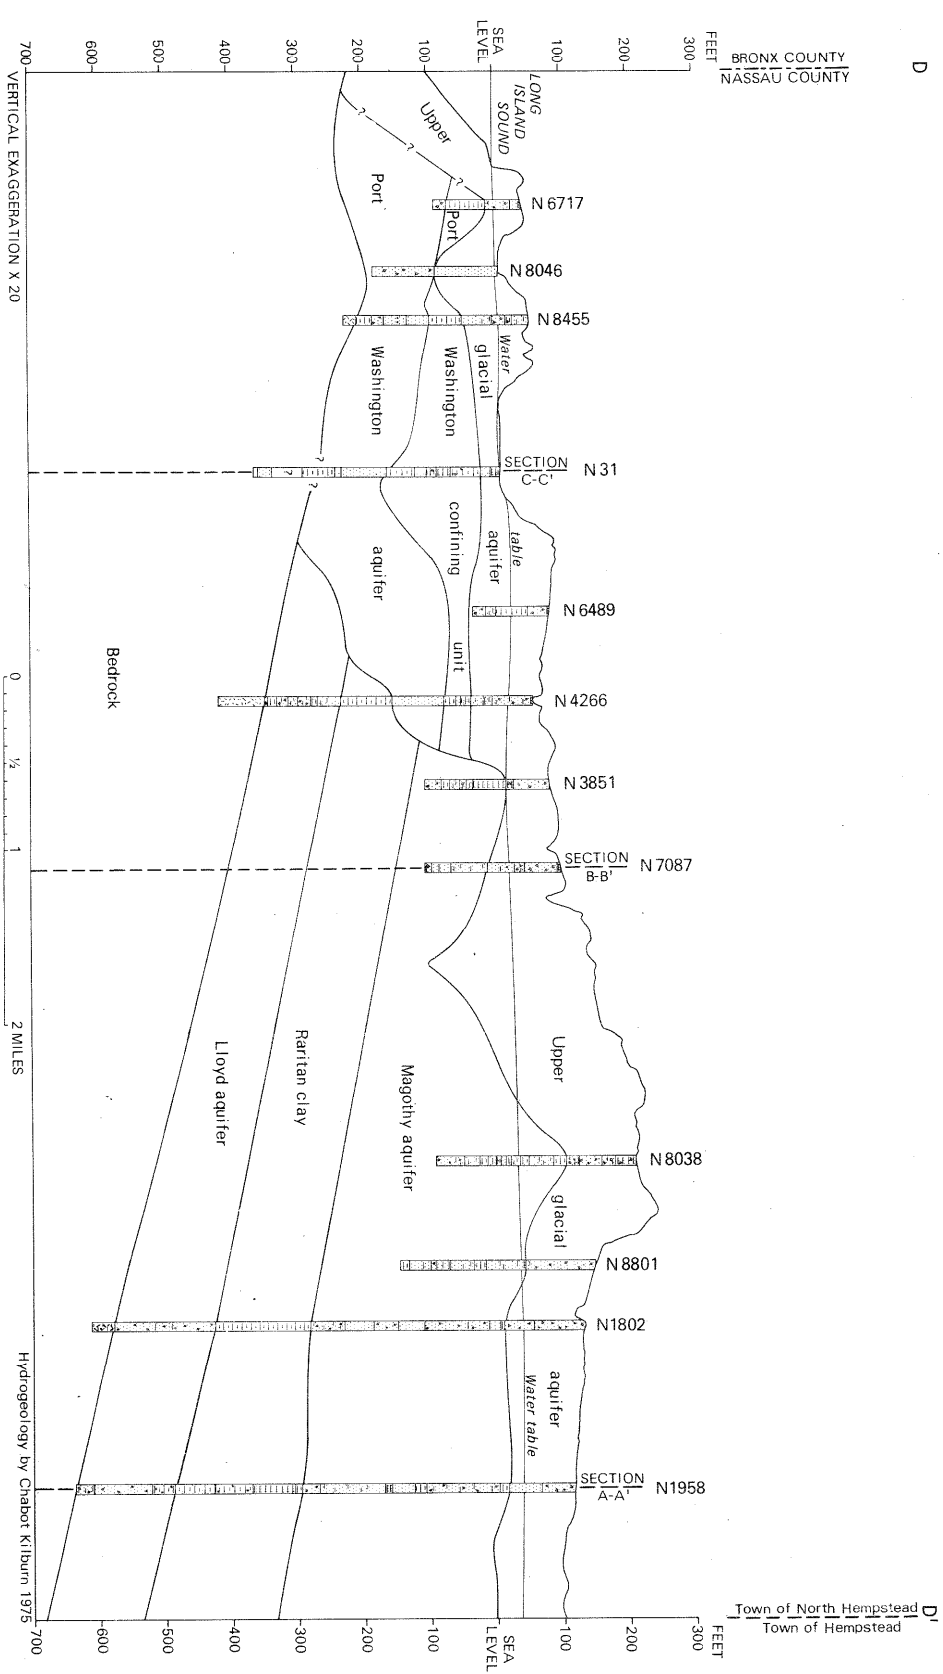 D
BRONX COUNTY
NASSAU COUNTY
FEET
300
200
100
SEA
LEVEL
100
200
300
400
500
600
700
VERTICAL EXAGGERATION X 20
LONG
ISLAND
SOUND
N 6717
N 8046
N 8455
SECTION
C-C'
N 31
N 6489
N 4266
N 3851
SECTION
B-B'
N 7087
N 8038
N 8801
N 1802
SECTION
A-A'
N 1958
Upper
glacial
aquifer
Water
table
Port
Washington
confining
unit
Port
Washington
aquifer
?
?
?
?
?
?
Upper
glacial
aquifer
Water table
Magothy aquifer
Raritan clay
Lloyd aquifer
Bedrock
0
½
1
2 MILES
Hydrogeology by Chabot Kilburn 1975
D'
Town of North Hempstead
Town of Hempstead
FEET
300
200
100
SEA
LEVEL
100
200
300
400
500
600
700